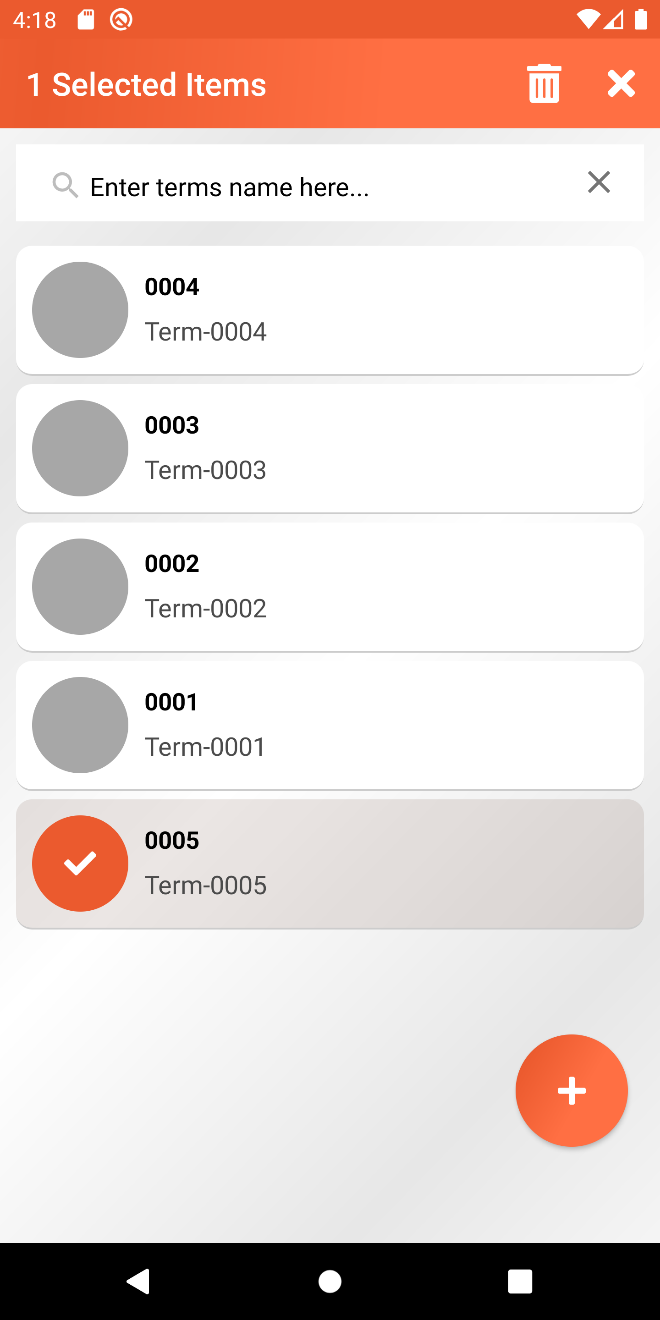 4:18
1 Selected Items
Enter terms name here...
0004
Term-0004
0003
Term-0003
0002
Term-0002
0001
Term-0001
0005
Term-0005